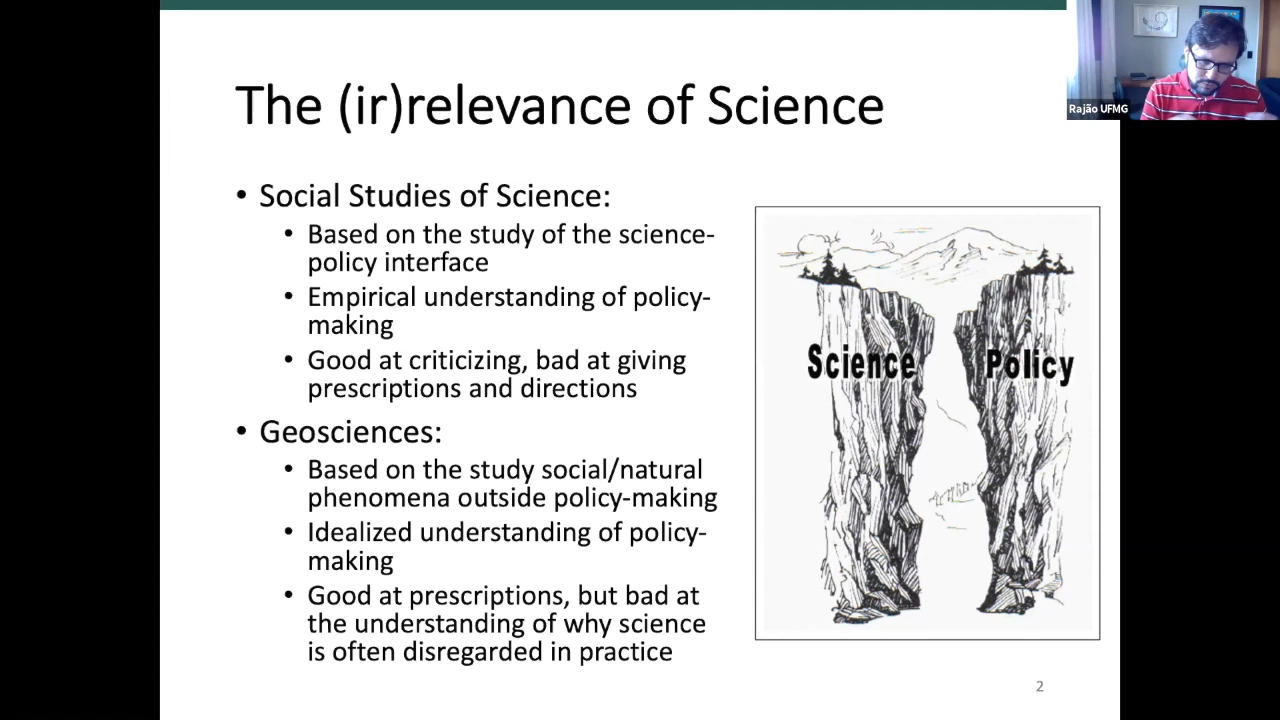 The (ir)relevance of Science
Rajão UFMG
• Social Studies of Science:
• Based on the study of the science-
policy interface
• Empirical understanding of policy-
making
• Good at criticizing, bad at giving
prescriptions and directions
• Geosciences:
• Based on the study social/natural
phenomena outside policy-making
• Idealized understanding of policy-
making
• Good at prescriptions, but bad at
the understanding of why science
is often disregarded in practice
Science
Policy
2